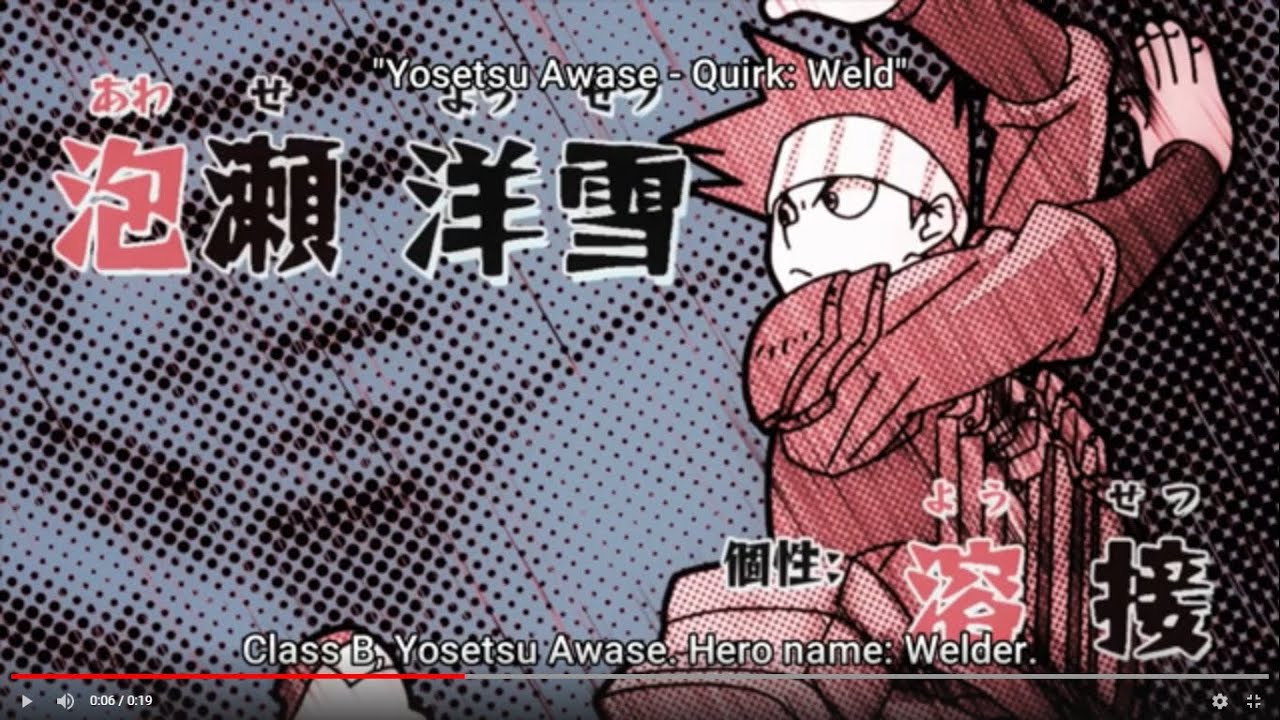 "Yosetsu Awase - Quirk: Weld"
あわ せ よう せつ
泡瀬 洋雪
よう せつ
個性: 溶接
Class B, Yosetsu Awase. Hero name: Welder.
0:06 / 0:19